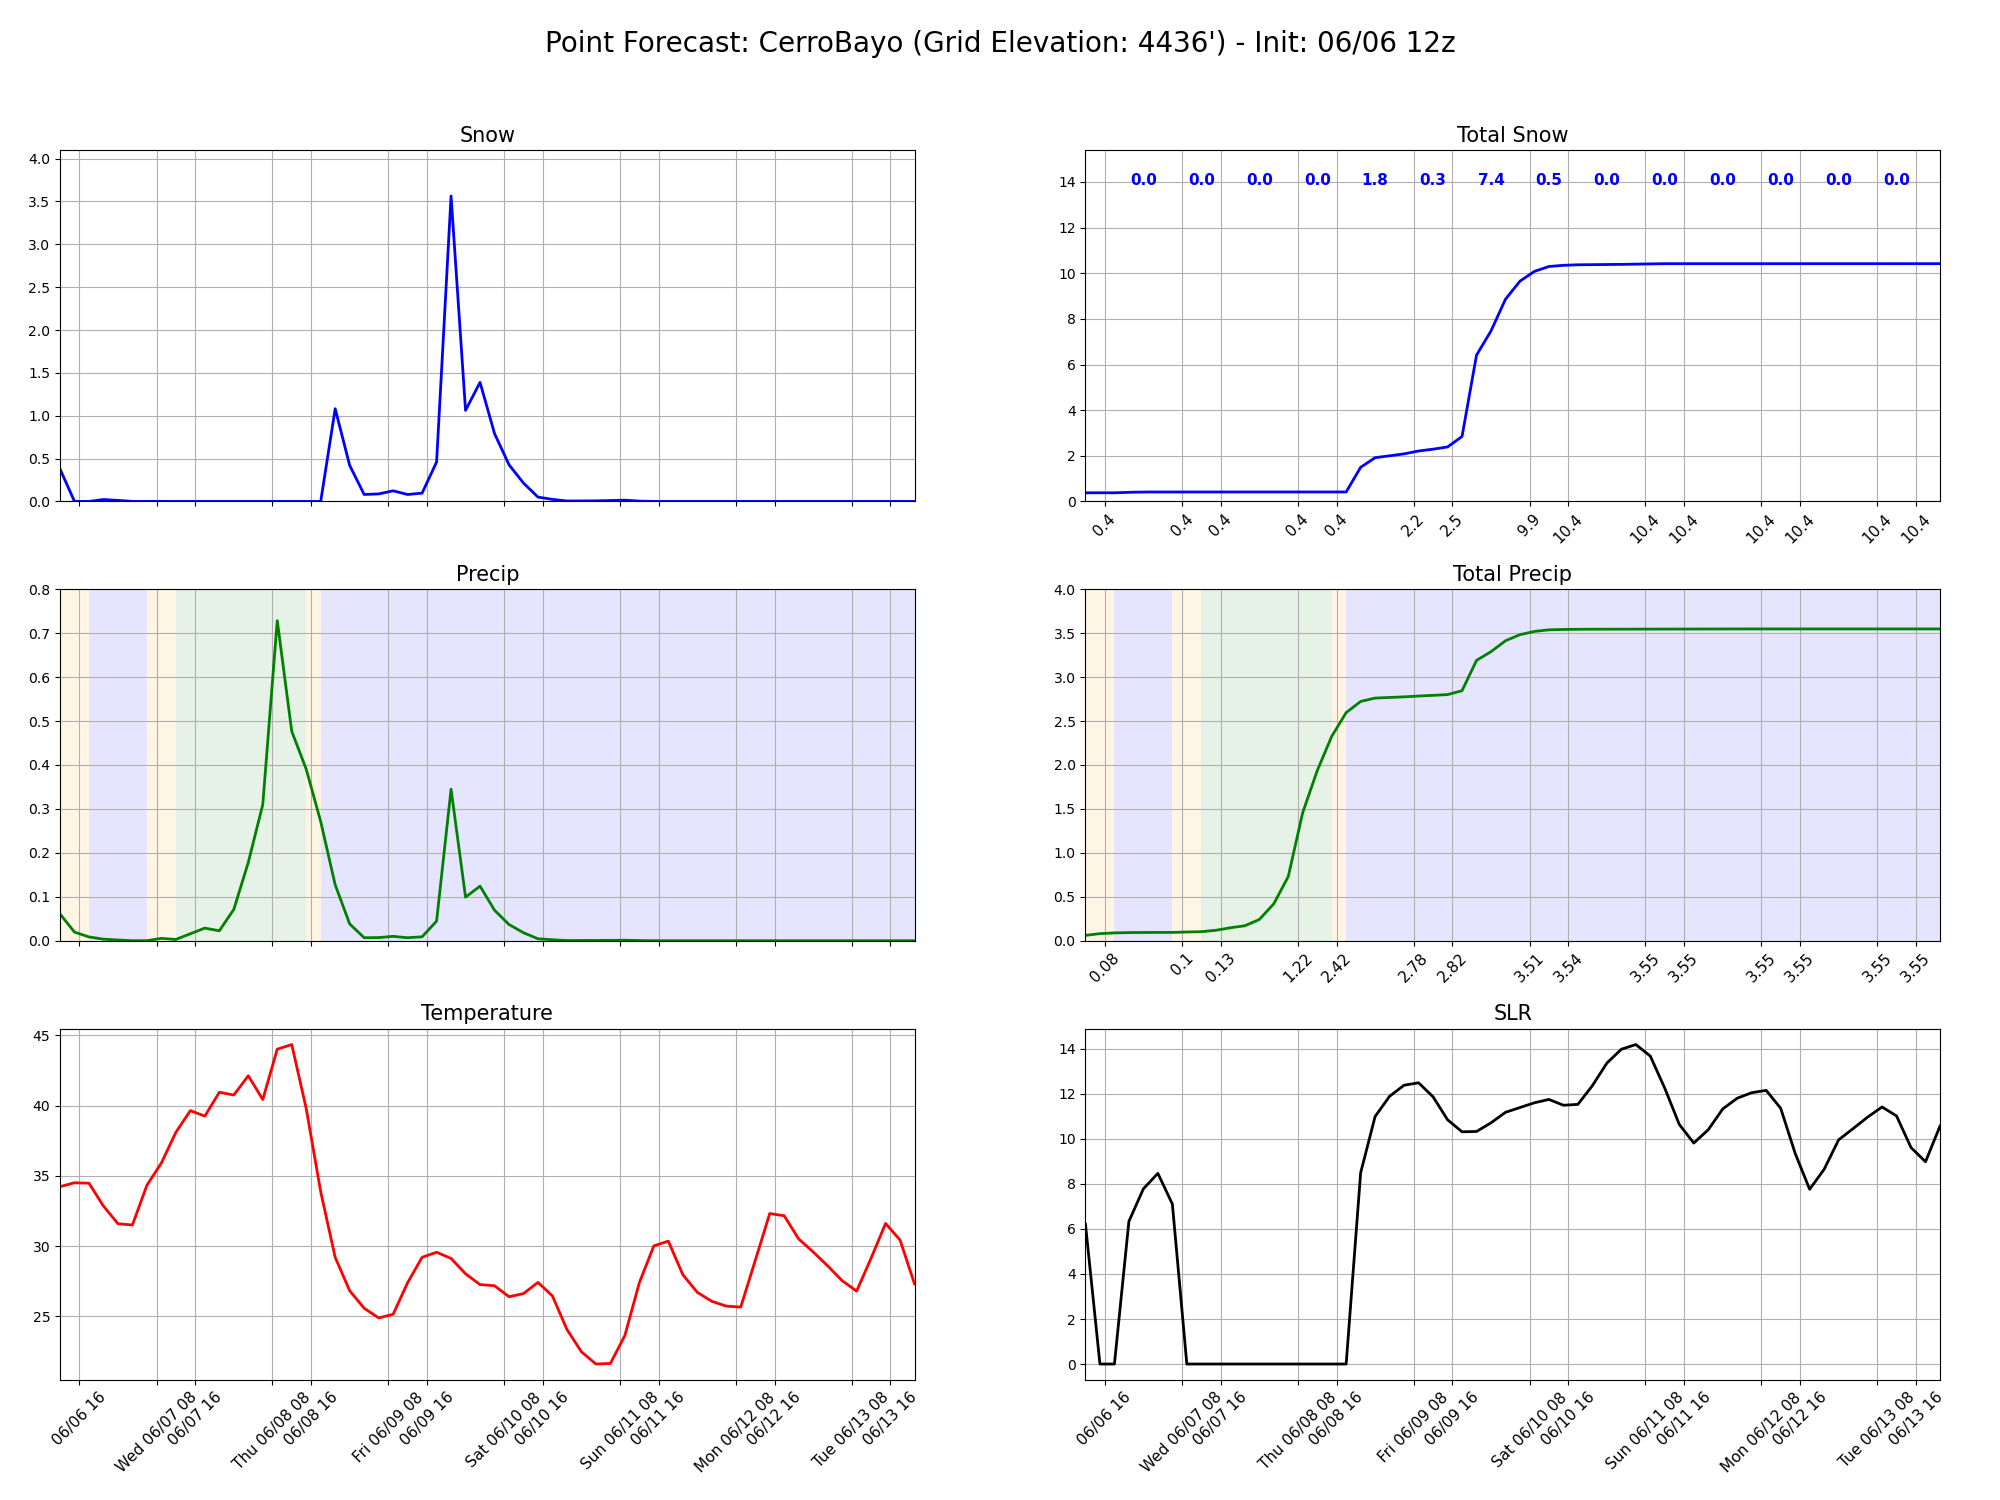 Point Forecast: CerroBayo (Grid Elevation: 4436') - Init: 06/06 12z
Snow
4.0
3.5
3.0
2.5
2.0
1.5
1.0
0.5
0.0
Total Snow
0.0 0.0 0.0 0.0 1.8 0.3 7.4 0.5 0.0 0.0 0.0 0.0 0.0 0.0
14
12
10
8
6
4
2
0
0.4 0.4 0.4 0.4 0.4 2.2 2.5 9.9 10.4 10.4 10.4 10.4 10.4 10.4 10.4
Precip
0.8
0.7
0.6
0.5
0.4
0.3
0.2
0.1
0.0
Total Precip
4.0
3.5
3.0
2.5
2.0
1.5
1.0
0.5
0.0
0.08 0.1 0.13 1.22 2.42 2.78 2.82 3.51 3.54 3.55 3.55 3.55 3.55 3.55 3.55
Temperature
45
40
35
30
25
06/06 16
Wed 06/07 08
06/07 16
Thu 06/08 08
06/08 16
Fri 06/09 08
06/09 16
Sat 06/10 08
06/10 16
Sun 06/11 08
06/11 16
Mon 06/12 08
06/12 16
Tue 06/13 08
06/13 16
SLR
14
12
10
8
6
4
2
0
06/06 16
Wed 06/07 08
06/07 16
Thu 06/08 08
06/08 16
Fri 06/09 08
06/09 16
Sat 06/10 08
06/10 16
Sun 06/11 08
06/11 16
Mon 06/12 08
06/12 16
Tue 06/13 08
06/13 16